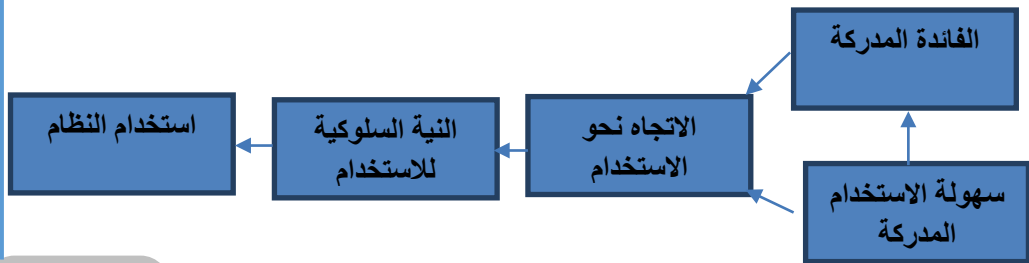 الفائدة المدركة
سهولة الاستخدام
المدركة
الاتجاه نحو
الاستخدام
النية السلوكية
للاستخدام
استخدام النظام